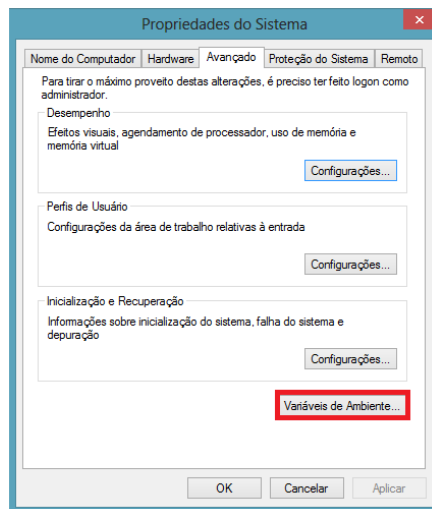 Propriedades do Sistema
Nome do Computador Hardware Avançado Proteção do Sistema Remoto
Para tirar o máximo proveito destas alterações, é preciso ter feito logon como
administrador.
Desempenho
Efeitos visuais, agendamento de processador, uso de memória e
memória virtual
Configurações...
Perfis de Usuário
Configurações da área de trabalho relativas à entrada
Configurações...
Inicialização e Recuperação
Informações sobre inicialização do sistema, falha do sistema e
depuração
Configurações...
Variáveis de Ambiente...
OK Cancelar Aplicar